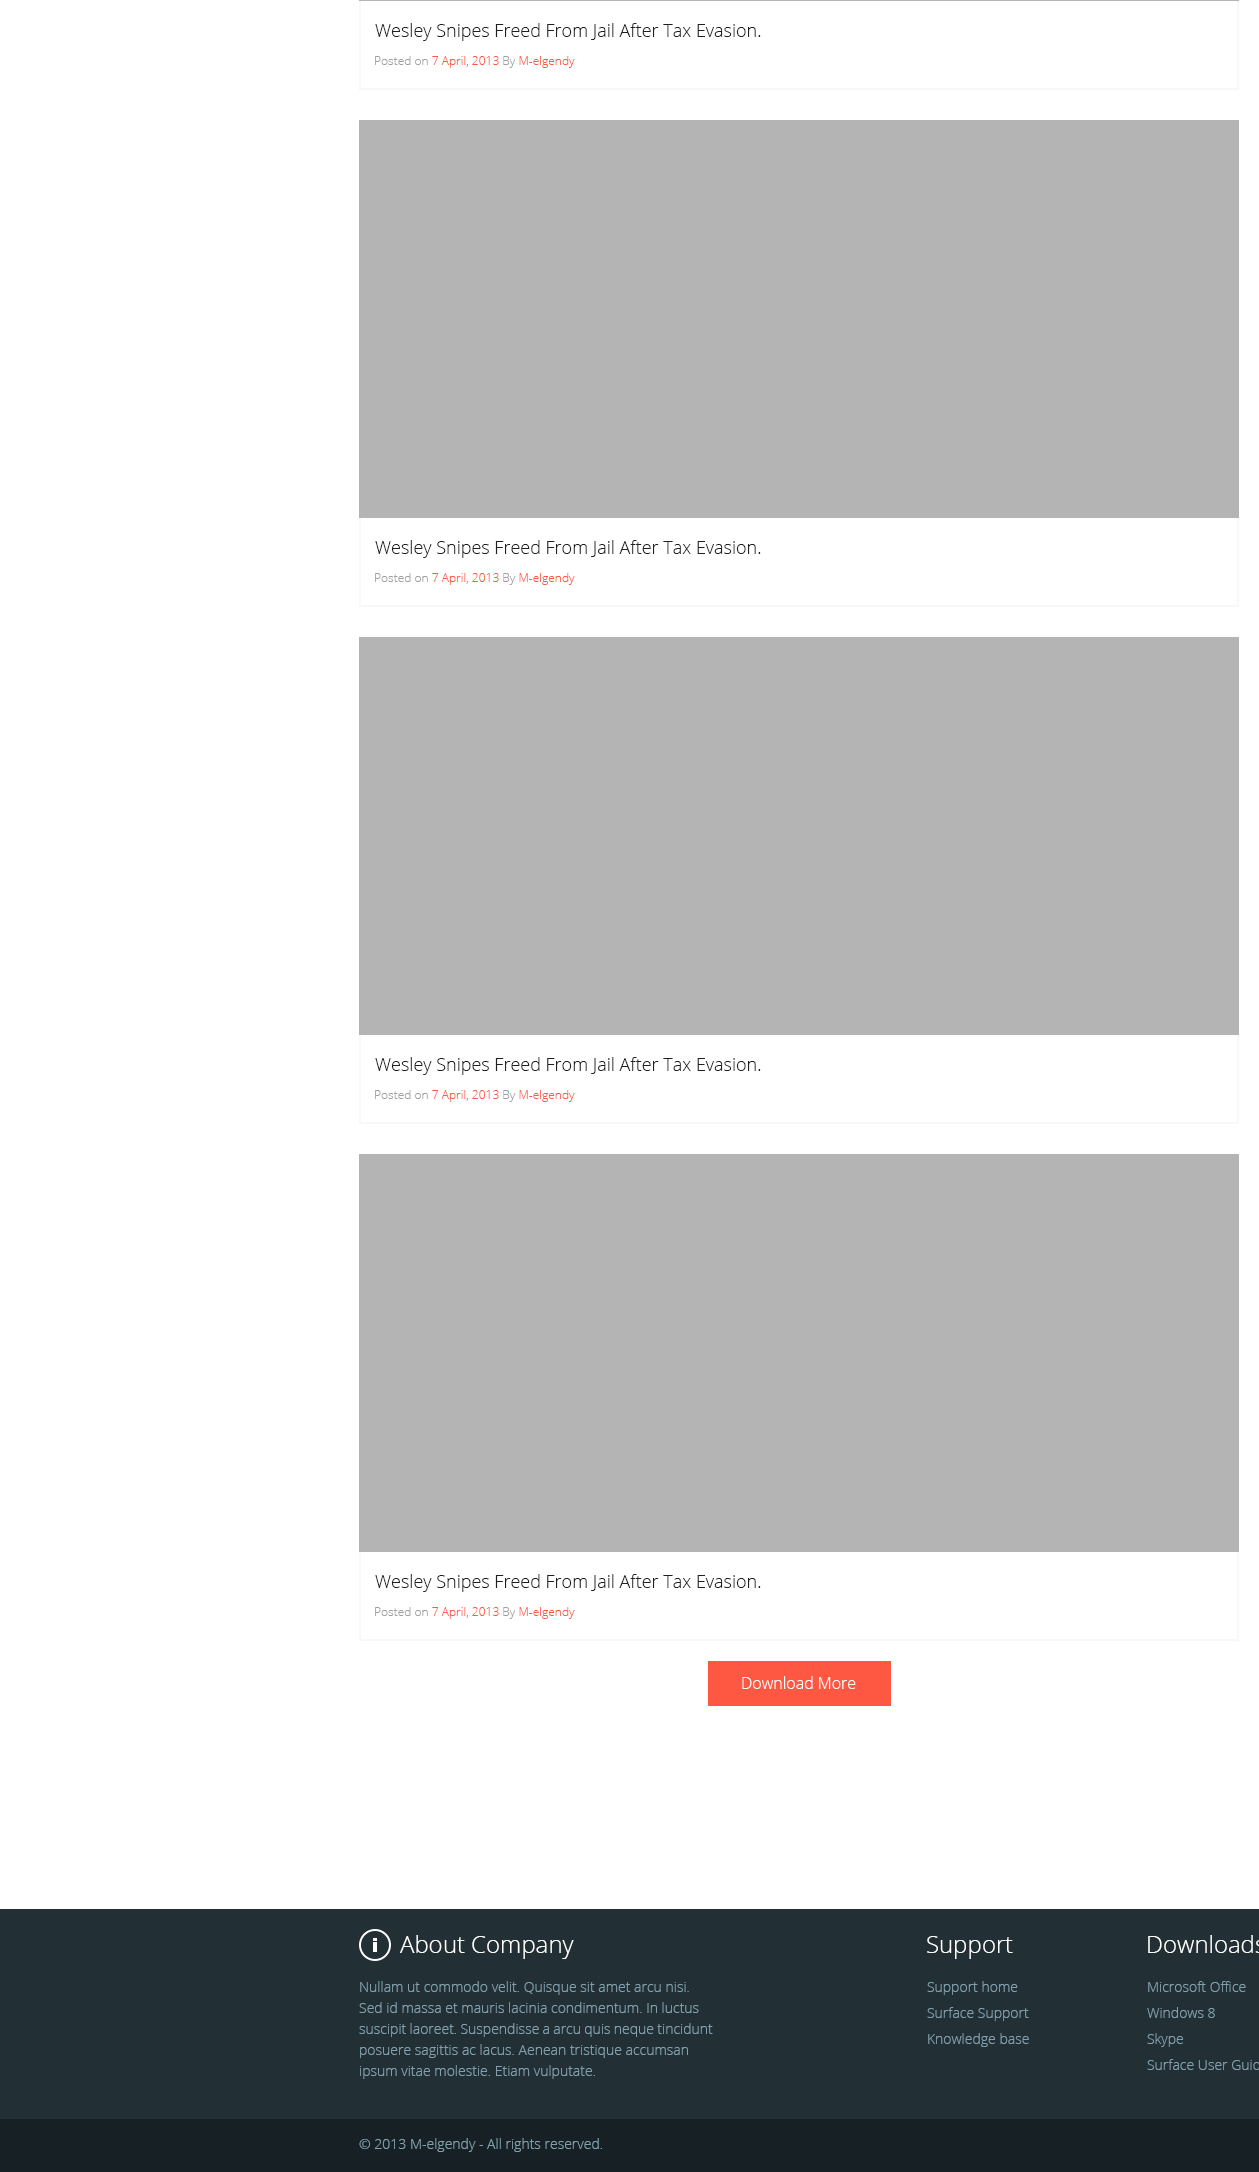 Wesley Snipes Freed From Jail After Tax Evasion.
Posted on 7 April, 2013 By M-elgendy
Wesley Snipes Freed From Jail After Tax Evasion.
Posted on 7 April, 2013 By M-elgendy
Wesley Snipes Freed From Jail After Tax Evasion.
Posted on 7 April, 2013 By M-elgendy
Wesley Snipes Freed From Jail After Tax Evasion.
Posted on 7 April, 2013 By M-elgendy
Download More
About Company
Nullam ut commodo velit. Quisque sit amet arcu nisi.
Sed id massa et mauris lacinia condimentum. In luctus
suscipit laoreet. Suspendisse a arcu quis neque tincidunt
posuere sagittis ac lacus. Aenean tristique accumsan
ipsum vitae molestie. Etiam vulputate.
Support
Support home
Surface Support
Knowledge base
Downloads
Microsoft Office
Windows 8
Skype
Surface User Guid
© 2013 M-elgendy - All rights reserved.